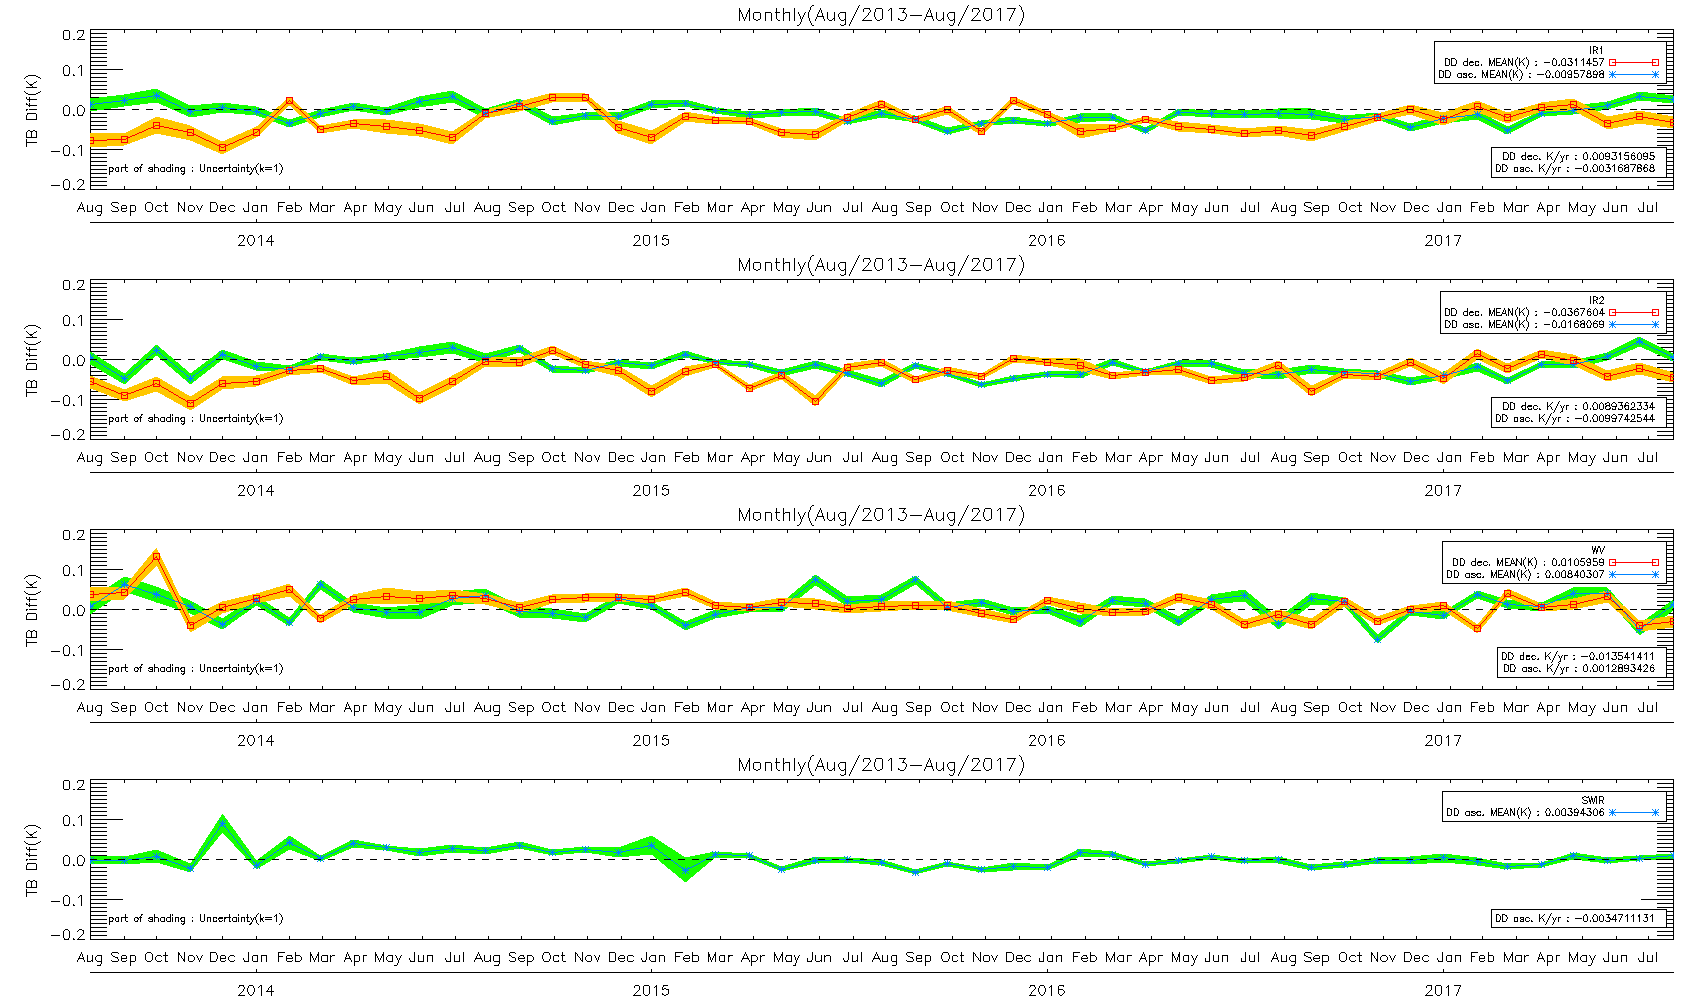 Monthly(Aug/2013-Aug/2017)
0.2
0.1
0.0
-0.1
-0.2
TB Diff(K)
IR1
DD dec. MEAN(K) : -0.0311457
DD asc. MEAN(K) : -0.00957898
DD dec. K/yr : 0.0093156095
DD asc. K/yr : -0.0031687868
part of shading : Uncertainty(k=1)
Aug Sep Oct Nov Dec Jan Feb Mar Apr May Jun Jul Aug Sep Oct Nov Dec Jan Feb Mar Apr May Jun Jul Aug Sep Oct Nov Dec Jan Feb Mar Apr May Jun Jul Aug Sep Oct Nov Dec Jan Feb Mar Apr May Jun Jul
2014 2015 2016 2017
Monthly(Aug/2013-Aug/2017)
0.2
0.1
0.0
-0.1
-0.2
TB Diff(K)
IR2
DD dec. MEAN(K) : -0.0367604
DD asc. MEAN(K) : -0.0168069
DD dec. K/yr : 0.0089362334
DD asc. K/yr : -0.0099742544
part of shading : Uncertainty(k=1)
Aug Sep Oct Nov Dec Jan Feb Mar Apr May Jun Jul Aug Sep Oct Nov Dec Jan Feb Mar Apr May Jun Jul Aug Sep Oct Nov Dec Jan Feb Mar Apr May Jun Jul Aug Sep Oct Nov Dec Jan Feb Mar Apr May Jun Jul
2014 2015 2016 2017
Monthly(Aug/2013-Aug/2017)
0.2
0.1
0.0
-0.1
-0.2
TB Diff(K)
WV
DD dec. MEAN(K) : 0.0105959
DD asc. MEAN(K) : 0.00840307
DD dec. K/yr : -0.013541411
DD asc. K/yr : 0.0012893426
part of shading : Uncertainty(k=1)
Aug Sep Oct Nov Dec Jan Feb Mar Apr May Jun Jul Aug Sep Oct Nov Dec Jan Feb Mar Apr May Jun Jul Aug Sep Oct Nov Dec Jan Feb Mar Apr May Jun Jul Aug Sep Oct Nov Dec Jan Feb Mar Apr May Jun Jul
2014 2015 2016 2017
Monthly(Aug/2013-Aug/2017)
0.2
0.1
0.0
-0.1
-0.2
TB Diff(K)
SWIR
DD asc. MEAN(K) : 0.00394306
DD asc. K/yr : -0.0034711131
part of shading : Uncertainty(k=1)
Aug Sep Oct Nov Dec Jan Feb Mar Apr May Jun Jul Aug Sep Oct Nov Dec Jan Feb Mar Apr May Jun Jul Aug Sep Oct Nov Dec Jan Feb Mar Apr May Jun Jul Aug Sep Oct Nov Dec Jan Feb Mar Apr May Jun Jul
2014 2015 2016 2017